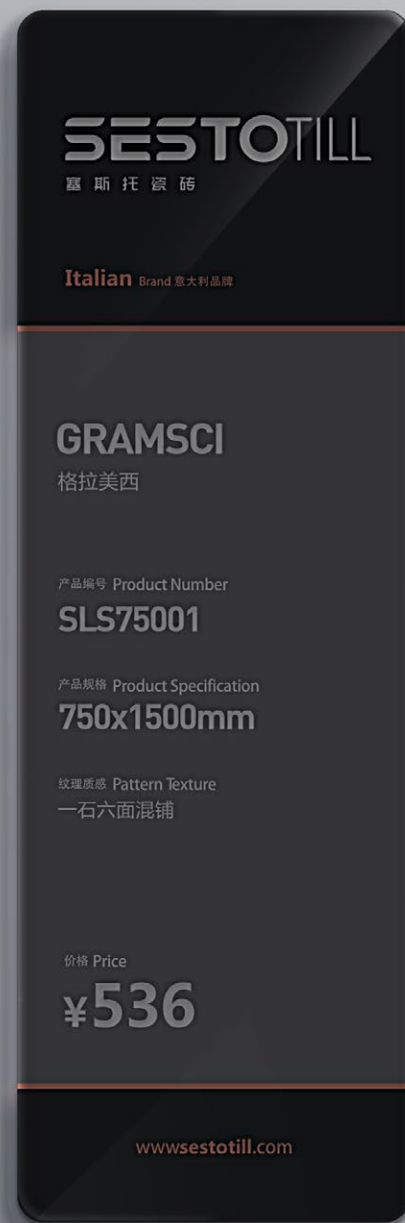 SESTOTILL
塞斯托瓷砖
Italian Brand 意大利品牌
GRAMSCI
格拉美西
产品编号 Product Number
SLS75001
产品规格 Product Specification
750x1500mm
纹理质感 Pattern Texture
一石六面混铺
价格 Price
¥536
wwwsestotill.com